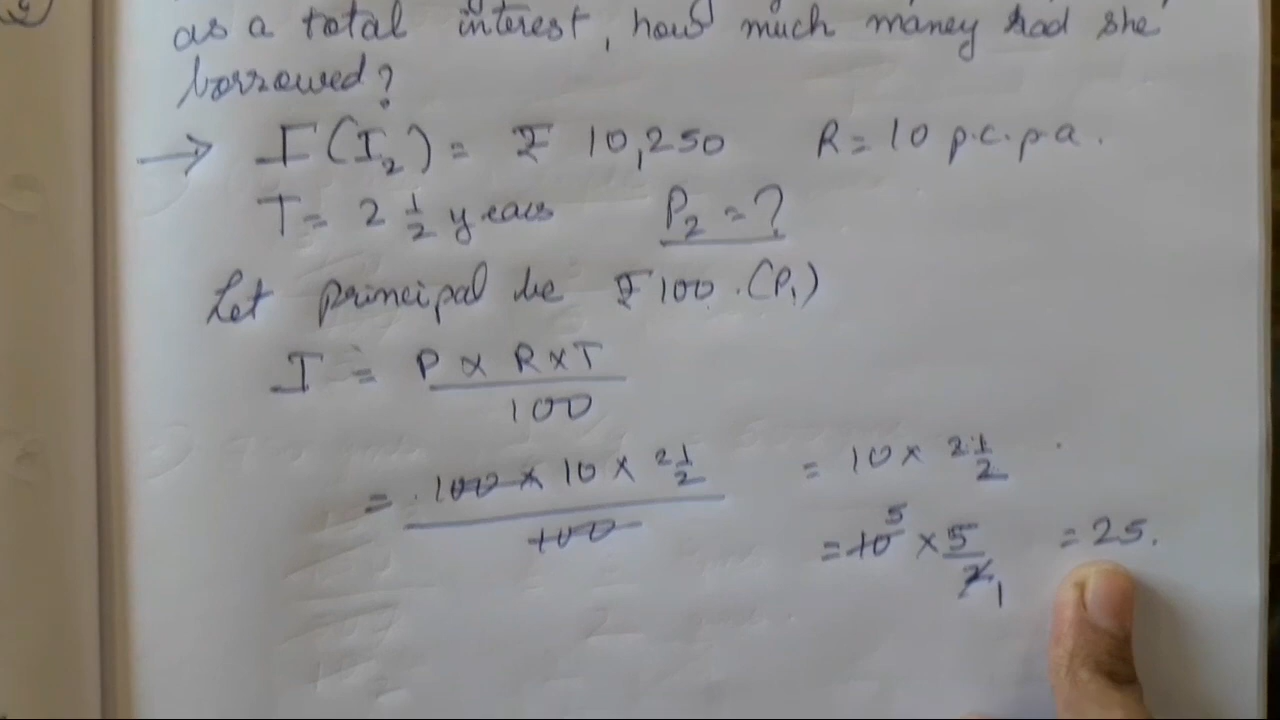 as a total interest, how much money had she
borrowed?
→ I (I₂) = ₹ 10,250 R = 10 p.c.p.a.
T = 2 1/2 years P₂ = ?
Let principal be ₹ 100. (P₁)
I = P × R × T / 100
= 100 × 10 × 2 1/2 / 100 = 10 × 2 1/2
= 10 5 × 5 / 2 1 = 25.